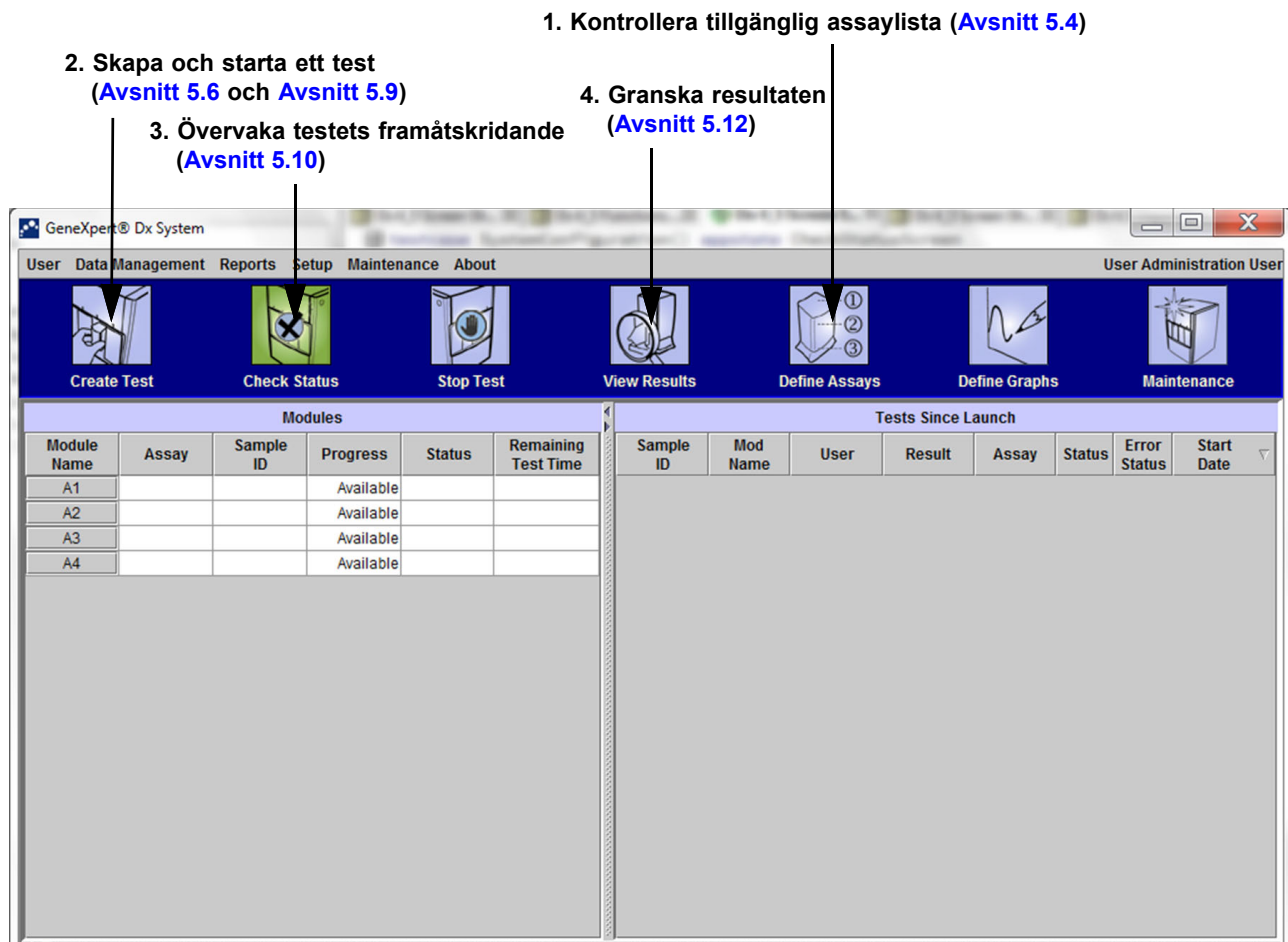 1. Kontrollera tillgänglig assaylista (Avsnitt 5.4)
2. Skapa och starta ett test
(Avsnitt 5.6 och Avsnitt 5.9)
4. Granska resultaten
(Avsnitt 5.12)
3. Övervaka testets framåtskridande
(Avsnitt 5.10)
GeneXpert® Dx System
User Data Management Reports Setup Maintenance About User Administration User
① ② ③
Create Test Check Status Stop Test View Results Define Assays Define Graphs Maintenance
Modules Tests Since Launch
Module Name Assay Sample ID Progress Status Remaining Test Time Sample ID Mod Name User Result Assay Status Error Status Start Date
A1 Available
A2 Available
A3 Available
A4 Available